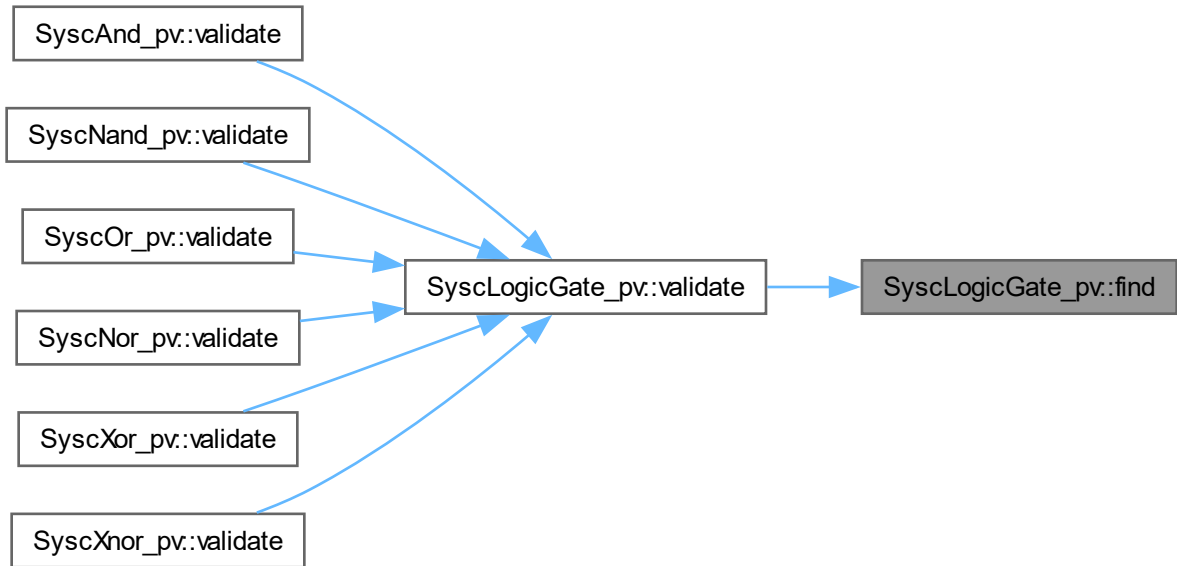 SyscAnd_pv::validate
SyscNand_pv::validate
SyscOr_pv::validate
SyscLogicGate_pv::validate
SyscLogicGate_pv::find
SyscNor_pv::validate
SyscXor_pv::validate
SyscXnor_pv::validate